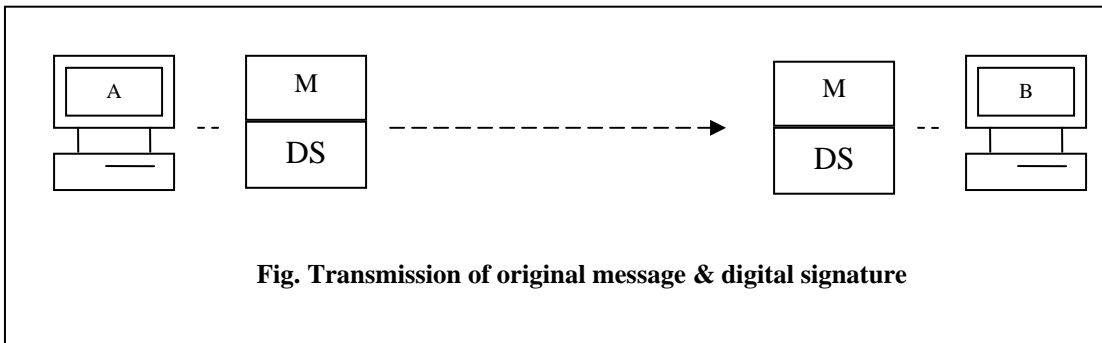 A
M
DS
M
DS
B
Fig. Transmission of original message & digital signature